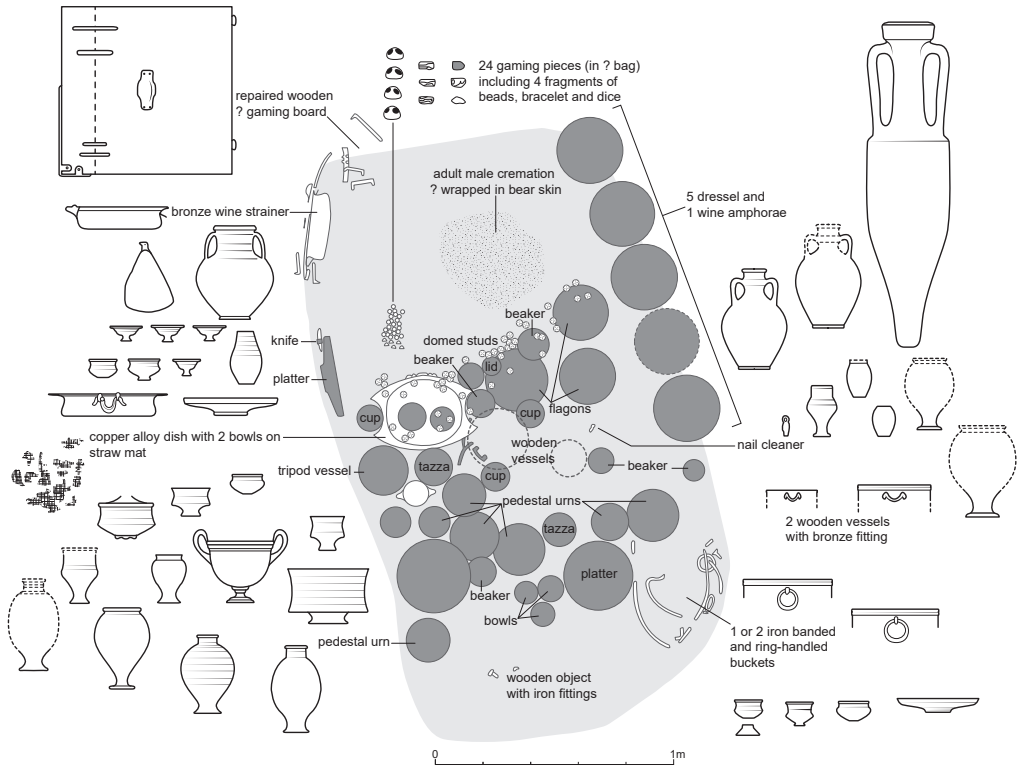 24 gaming pieces (in ? bag)
including 4 fragments of
beads, bracelet and dice
repaired wooden
? gaming board
adult male cremation
? wrapped in bear skin
5 dressel and
1 wine amphorae
bronze wine strainer
beaker
knife
domed studs
beaker
lid
platter
cup
cup
flagons
copper alloy dish with 2 bowls on
straw mat
wooden
vessels
nail cleaner
tripod vessel
tazza
cup
beaker
pedestal urns
tazza
2 wooden vessels
with bronze fitting
platter
beaker
bowls
pedestal urn
1 or 2 iron banded
and ring-handled
buckets
wooden object
with iron fittings
0
1m